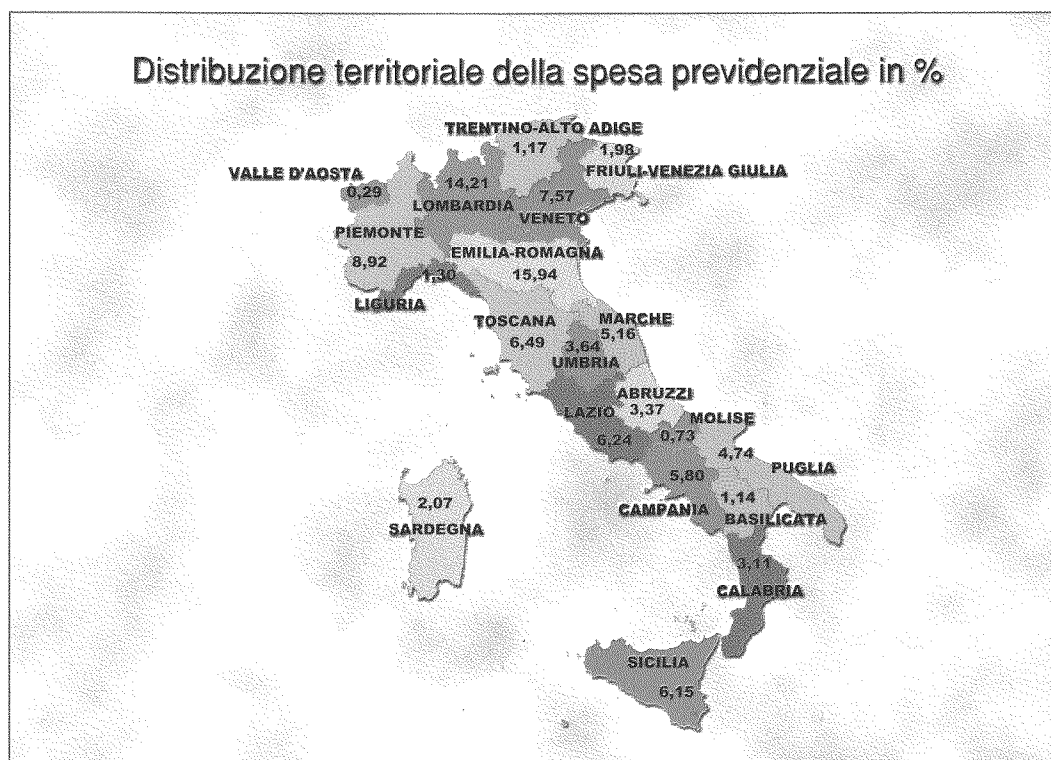 Distribuzione territoriale della spesa previdenziale in %
TRENTINO-ALTO ADIGE
1,17
1,98
FRIULI-VENEZIA GIULIA
VALLE D'AOSTA
0,29
14,21
LOMBARDIA
7,57
VENETO
PIEMONTE
8,92
EMILIA-ROMAGNA
15,94
1,30
LIGURIA
TOSCANA
6,49
MARCHE
5,16
3,64
UMBRIA
ABRUZZI
3,37
LAZIO
6,24
MOLISE
0,73
4,74
PUGLIA
5,80
CAMPANIA
1,14
BASILICATA
2,07
SARDEGNA
3,11
CALABRIA
SICILIA
6,15